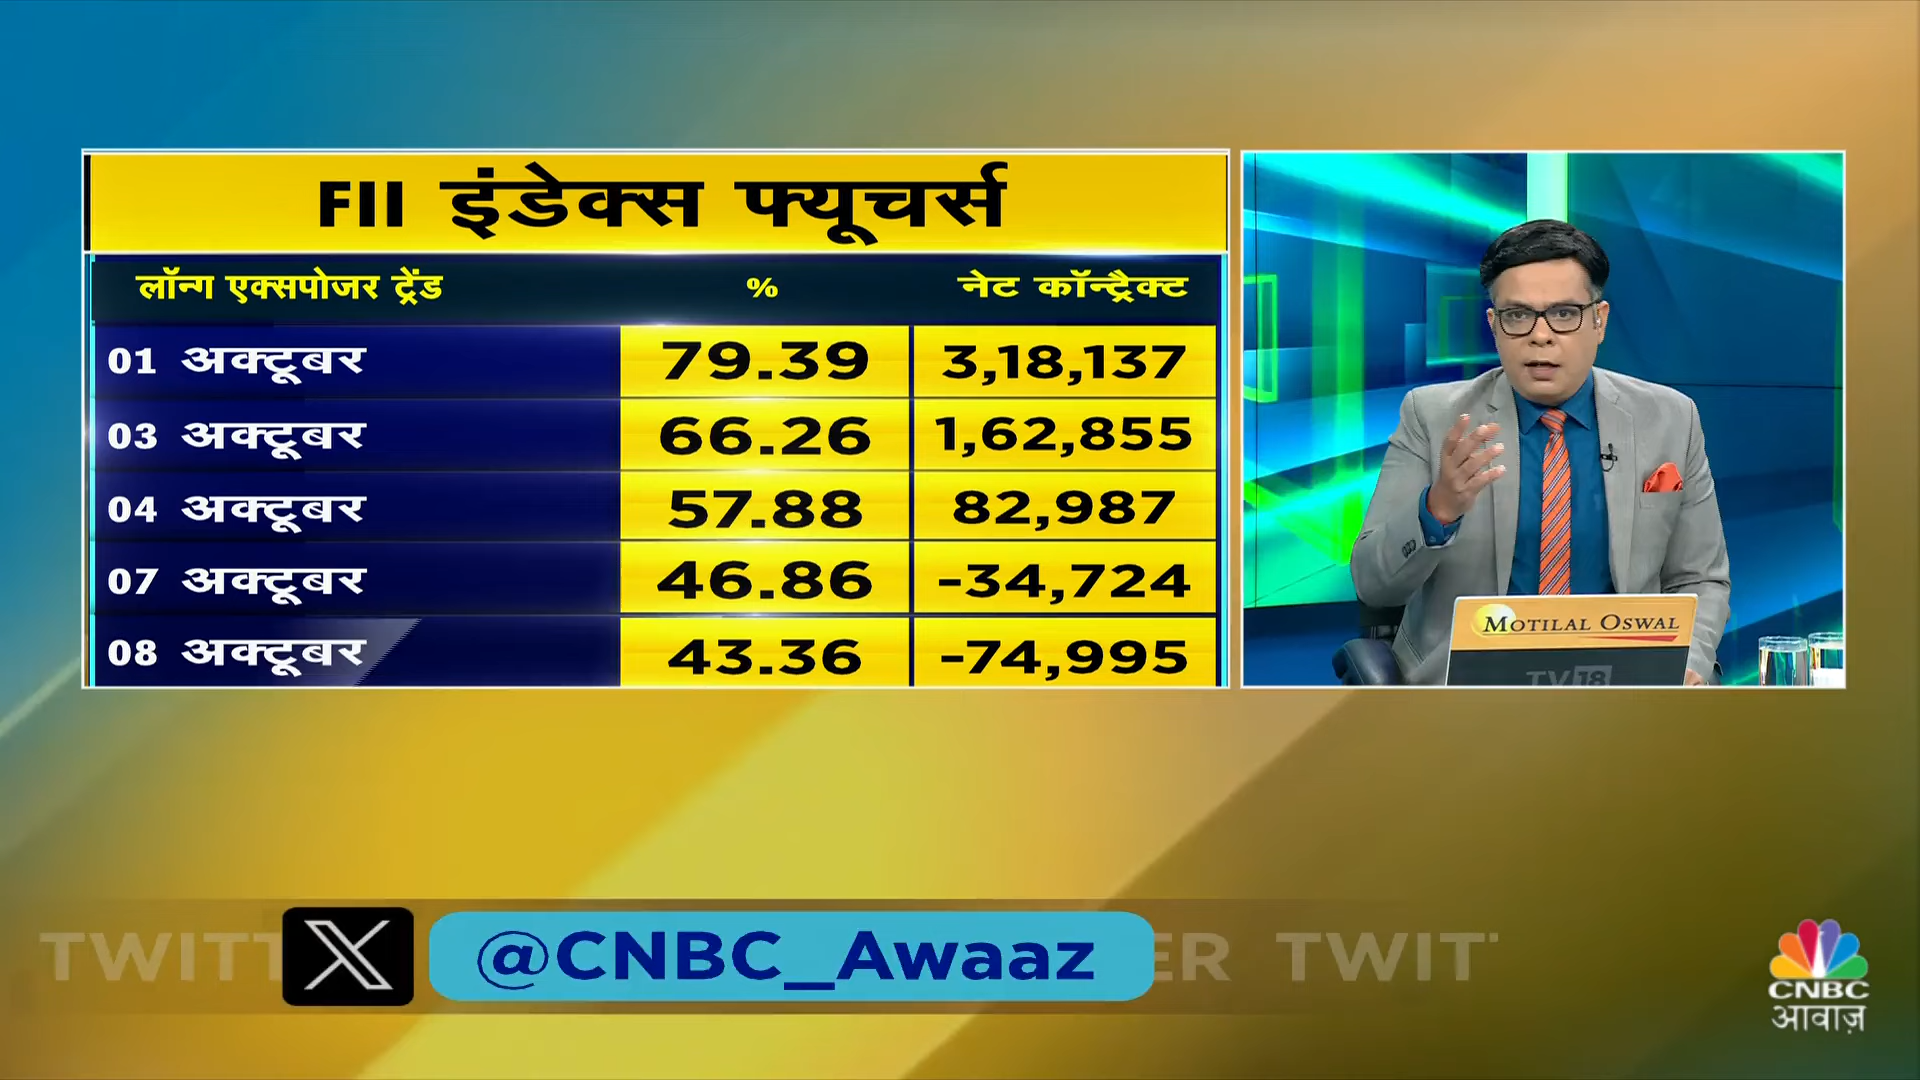 FII इंडेक्स फ्यूचर्स
लॉन्ग एक्सपोजर ट्रेंड % नेट कॉन्ट्रैक्ट
01 अक्टूबर 79.39 3,18,137
03 अक्टूबर 66.26 1,62,855
04 अक्टूबर 57.88 82,987
07 अक्टूबर 46.86 -34,724
08 अक्टूबर 43.36 -74,995
MOTILAL OSWAL
TV18
TWITT X @CNBC_Awaaz ER TWIT
CNBC
आवाज़